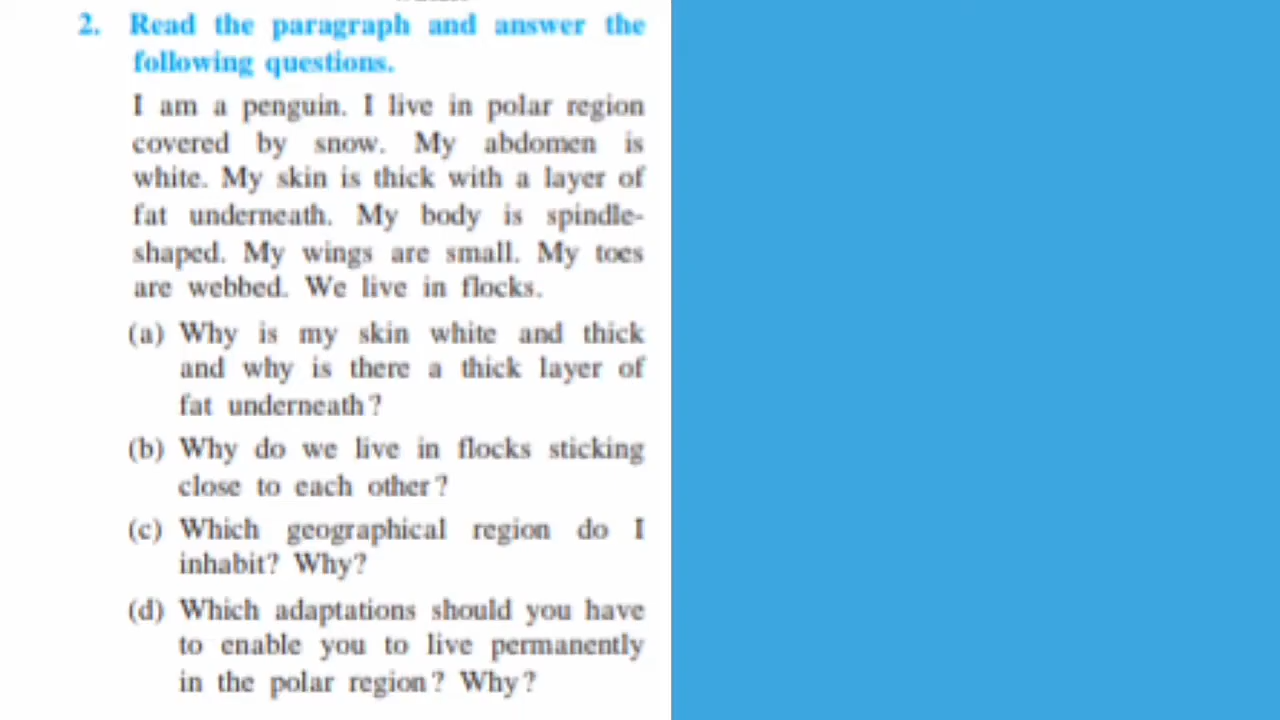 2. Read the paragraph and answer the
following questions.
I am a penguin. I live in polar region
covered by snow. My abdomen is
white. My skin is thick with a layer of
fat underneath. My body is spindle-
shaped. My wings are small. My toes
are webbed. We live in flocks.
(a) Why is my skin white and thick
and why is there a thick layer of
fat underneath?
(b) Why do we live in flocks sticking
close to each other?
(c) Which geographical region do I
inhabit? Why?
(d) Which adaptations should you have
to enable you to live permanently
in the polar region? Why?